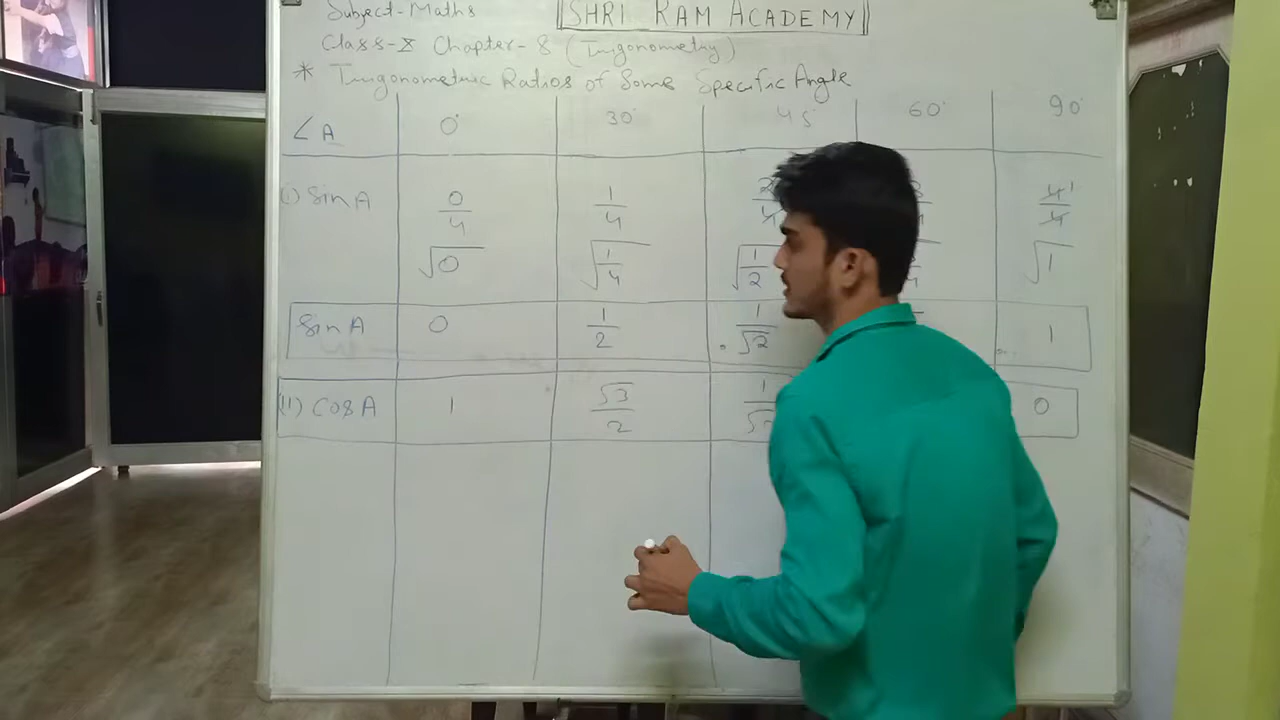 Subject-Maths SHRI RAM ACADEMY
Class-X Chapter-8 (Trigonometry)
* Trigonometric Ratios of Some Specific Angle
∠A 0° 30° 45° 60° 90°
(i) Sin A 0/4 1/4 2/4 4/4 1
√0 √1/4 √1/2 √1
Sin A 0 1/2 1/√2 1
(ii) Cos A 1 √3/2 1/√2 0